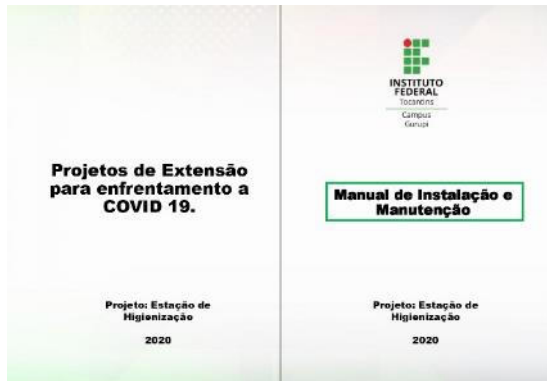 Projetos de Extensão
para enfrentamento a
COVID 19.
Projeto: Estação de
Higienização
2020
INSTITUTO
FEDERAL
Tocantins
Campus
Gurupi
Manual de Instalação e
Manutenção
Projeto: Estação de
Higienização
2020